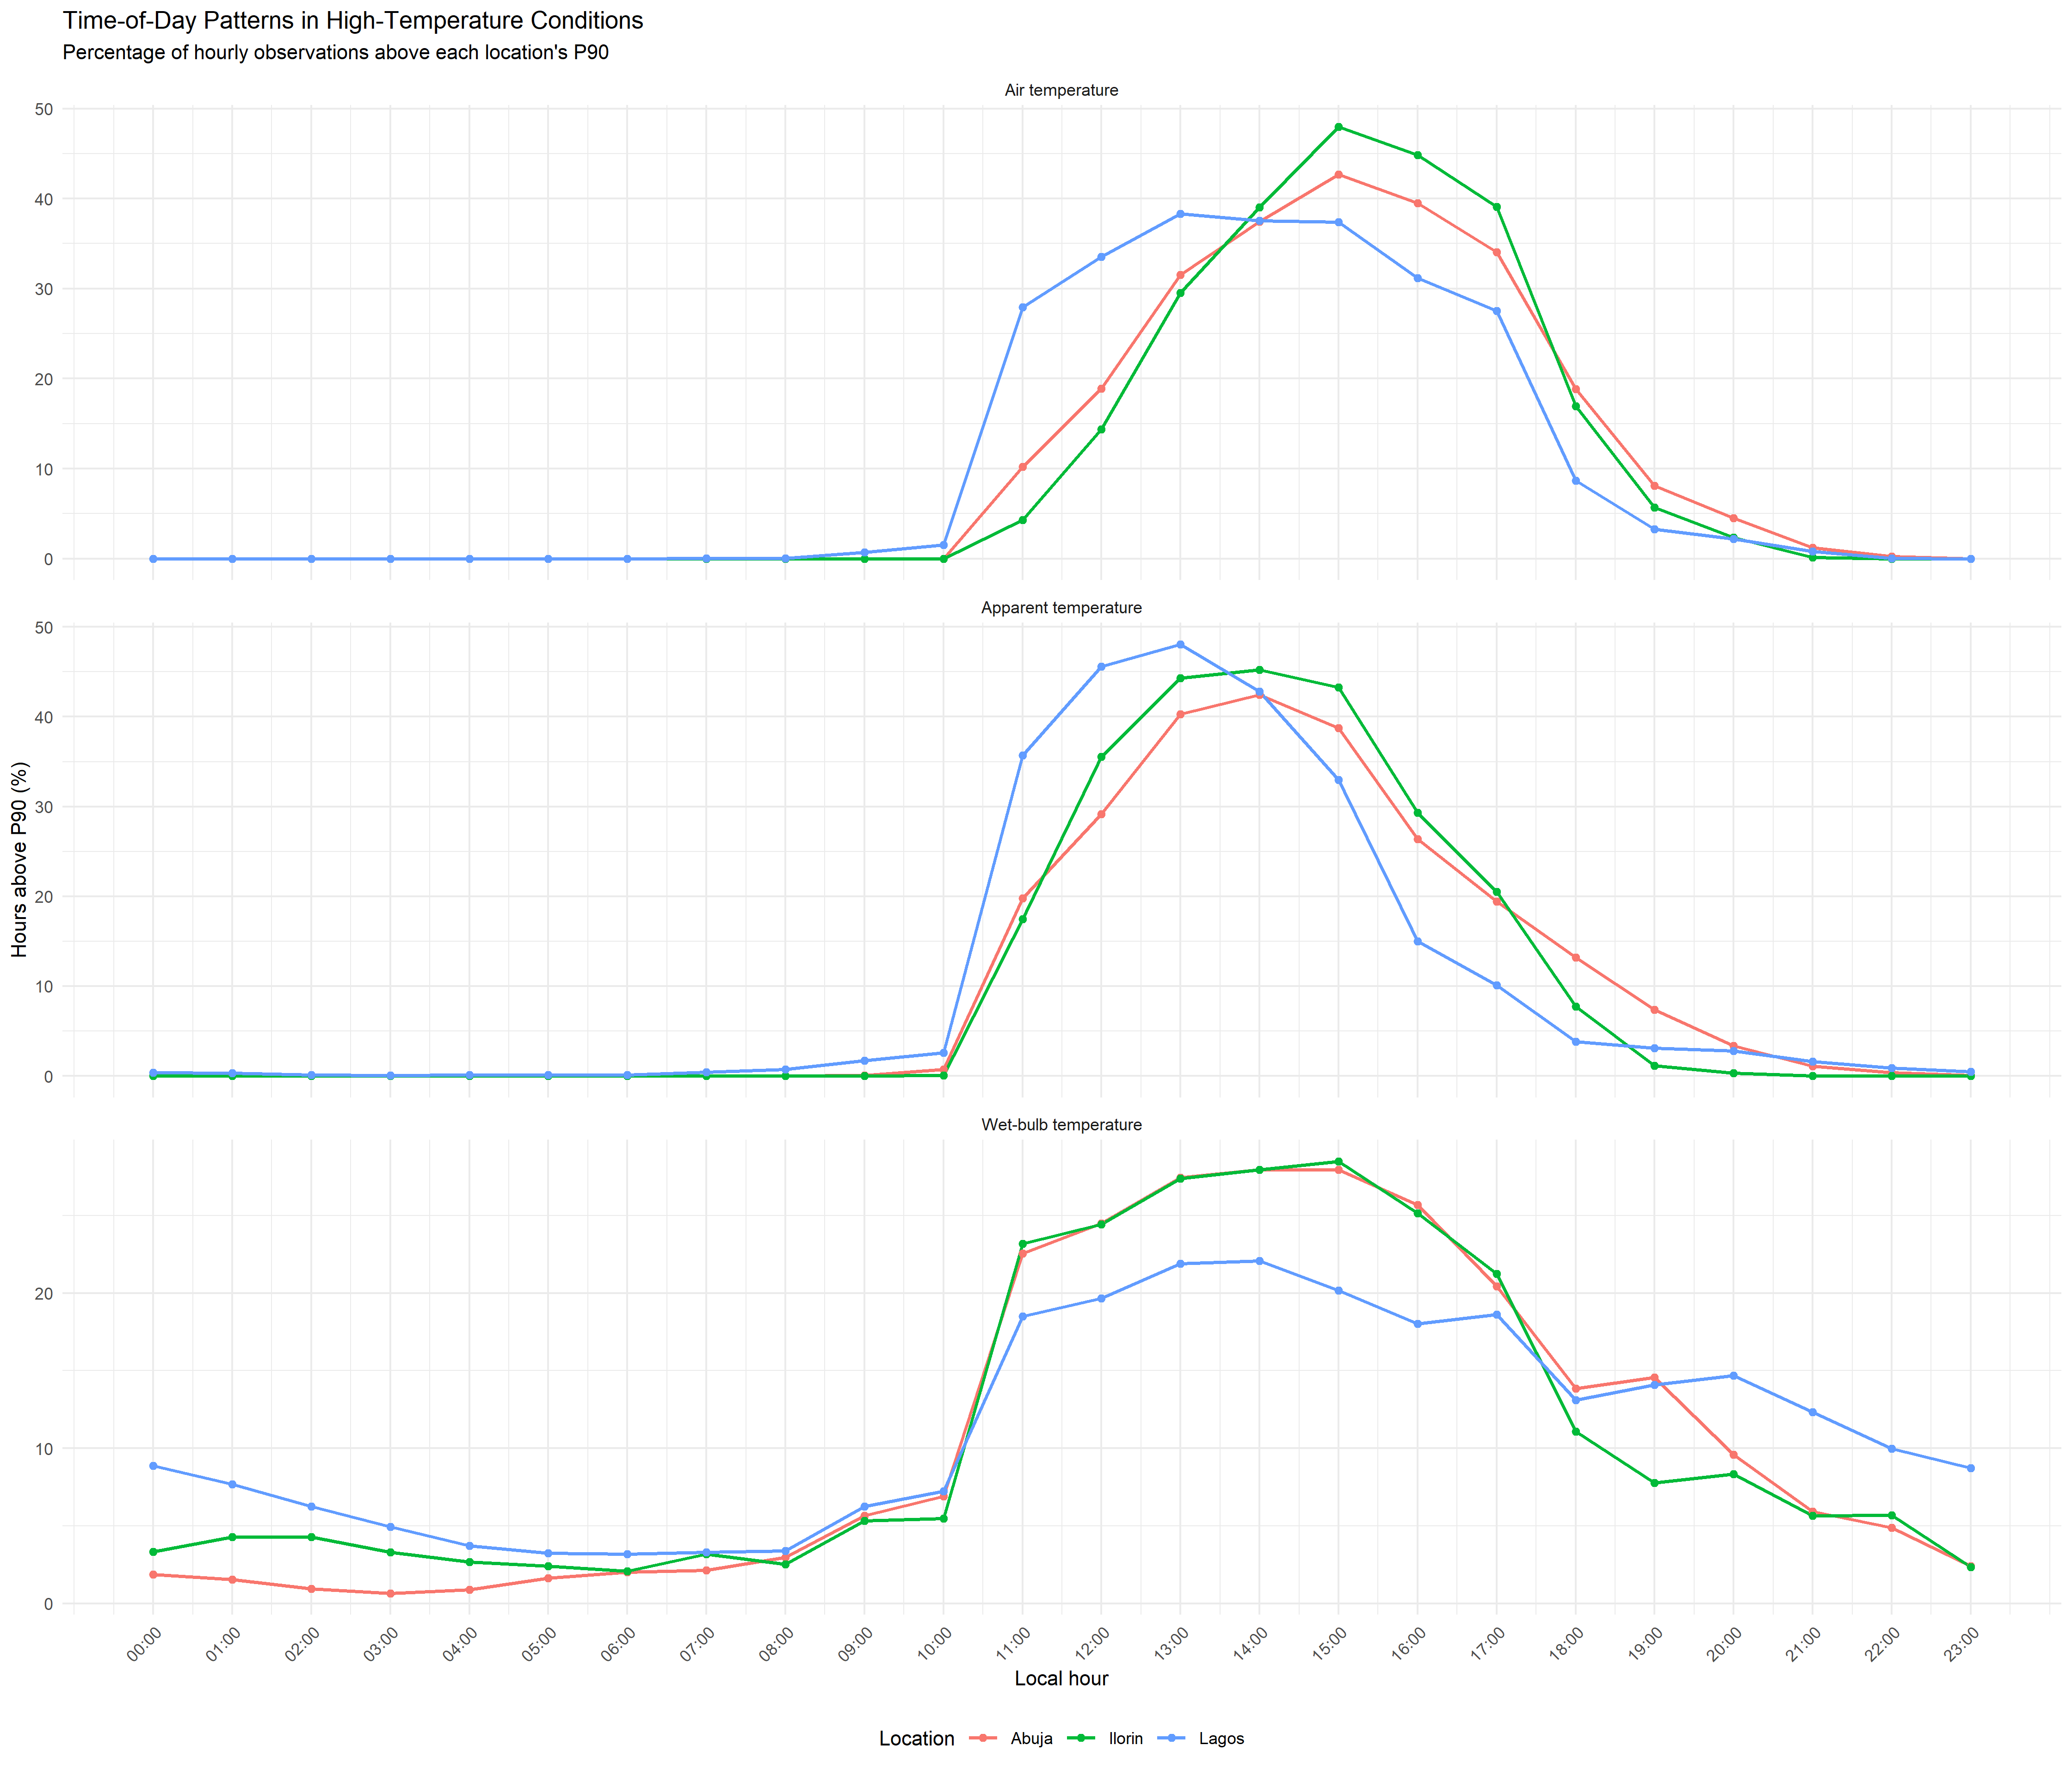 Time-of-Day Patterns in High-Temperature Conditions
Percentage of hourly observations above each location's P90
Air temperature
50
40
30
20
10
0
Apparent temperature
50
40
30
20
10
0
Hours above P90 (%)
Wet-bulb temperature
20
10
0
00:00 01:00 02:00 03:00 04:00 05:00 06:00 07:00 08:00 09:00 10:00 11:00 12:00 13:00 14:00 15:00 16:00 17:00 18:00 19:00 20:00 21:00 22:00 23:00
Local hour
Location Abuja Ilorin Lagos